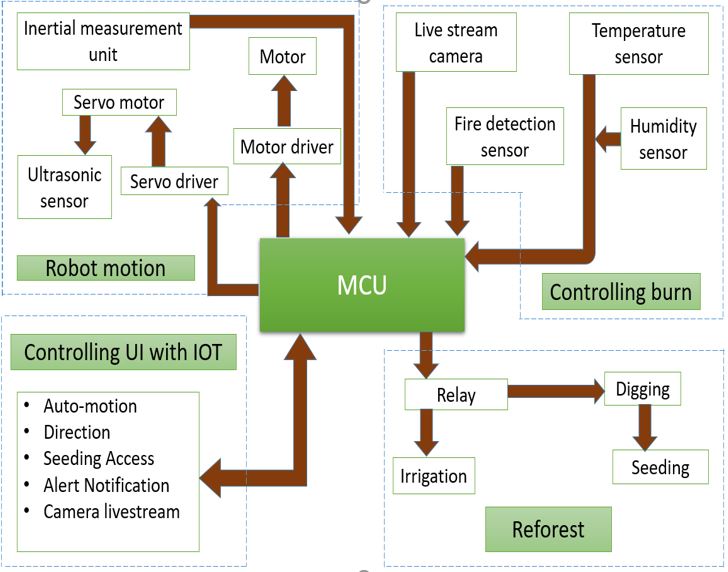 Inertial measurement
unit
Motor
Servo motor
Motor driver
Ultrasonic
sensor
Servo driver
Robot motion
Live stream
camera
Temperature
sensor
Fire detection
sensor
Humidity
sensor
Controlling burn
MCU
Controlling UI with IOT
• Auto-motion
• Direction
• Seeding Access
• Alert Notification
• Camera livestream
Relay
Digging
Irrigation
Seeding
Reforest